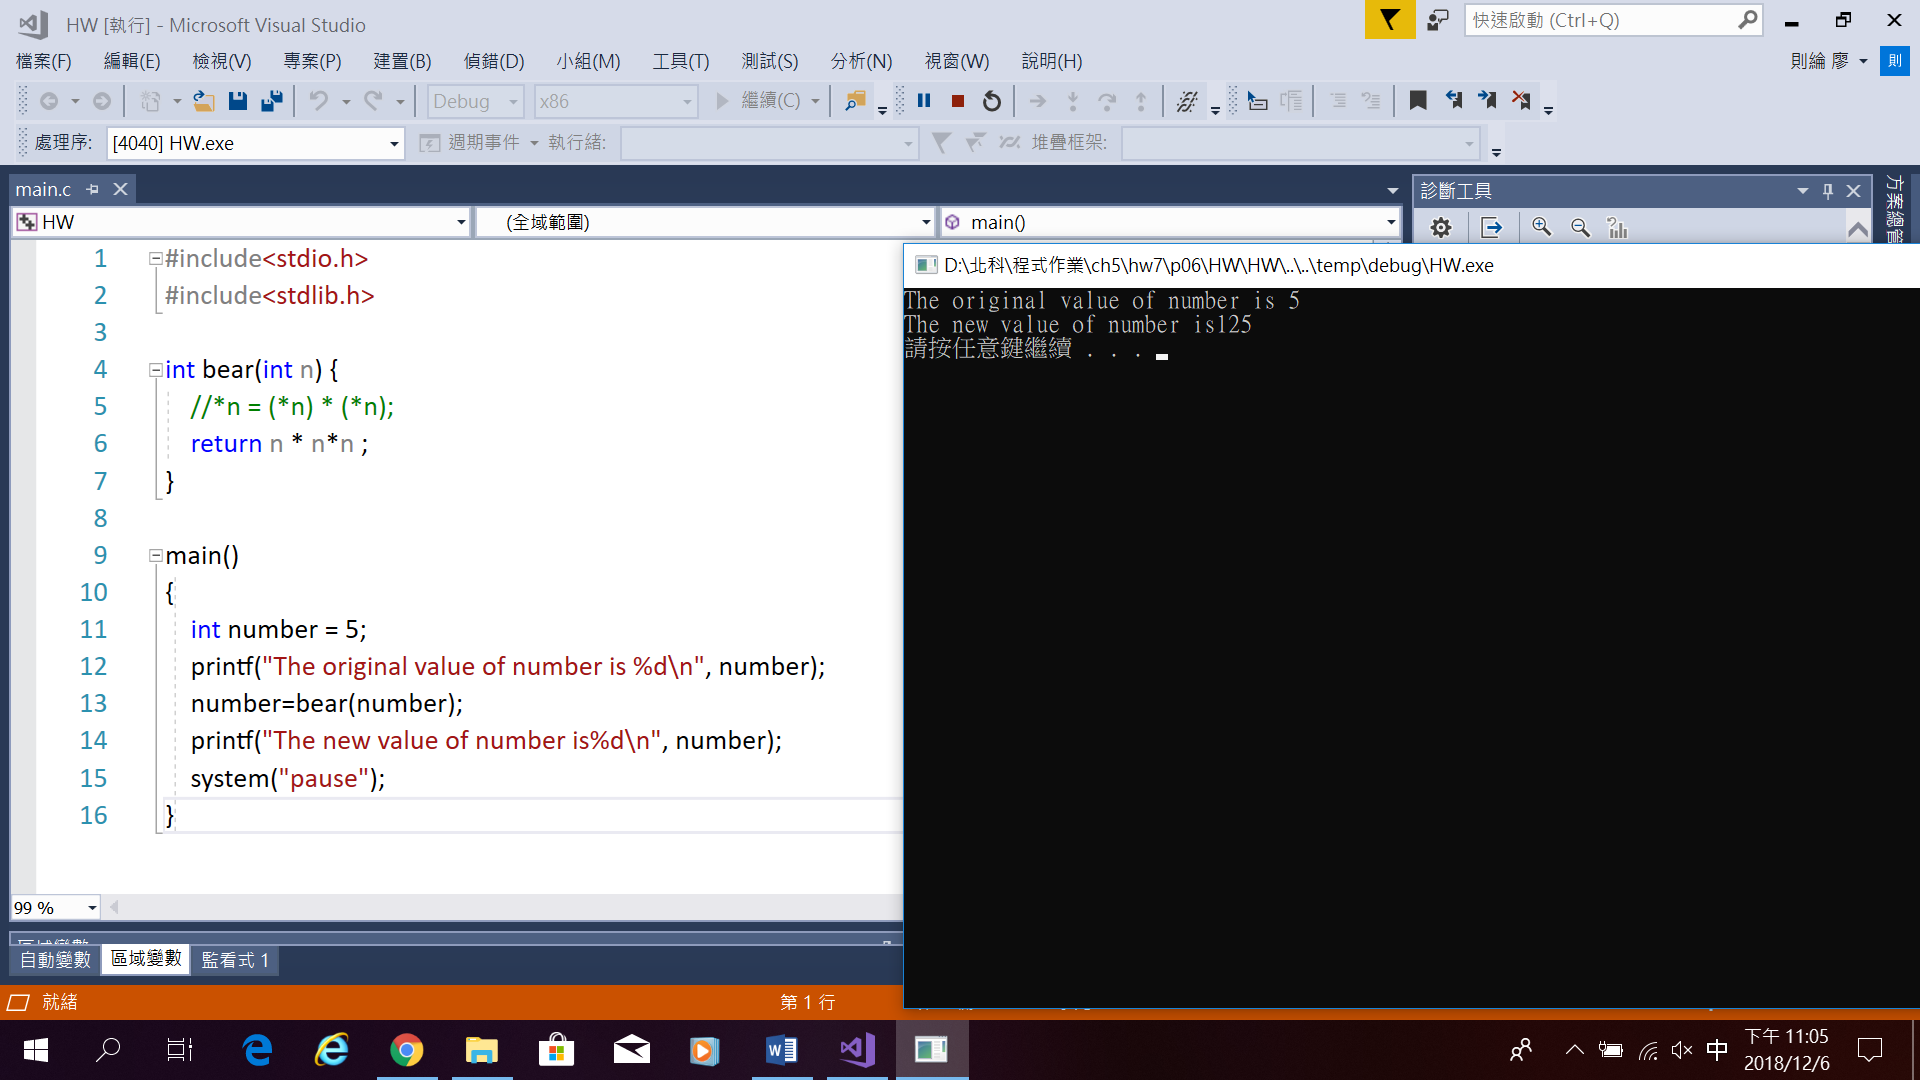 HW [執行] - Microsoft Visual Studio
快速啟動 (Ctrl+Q)
檔案(F) 編輯(E) 檢視(V) 專案(P) 建置(B) 偵錯(D) 小組(M) 工具(T) 測試(S) 分析(N) 視窗(W) 說明(H)
則綸 廖
則
Debug x86 繼續(C)
處理序: [4040] HW.exe 週期事件 執行緒: 堆疊框架:
main.c
診斷工具
HW (全域範圍) main()
1 #include<stdio.h>
2 #include<stdlib.h>
3
4 int bear(int n) {
5 //*n = (*n) * (*n);
6 return n * n*n ;
7 }
8
9 main()
10 {
11 int number = 5;
12 printf("The original value of number is %d\n", number);
13 number=bear(number);
14 printf("The new value of number is%d\n", number);
15 system("pause");
16 }
D:\北科\程式作業\ch5\hw7\p06\HW\HW\..\..\temp\debug\HW.exe
The original value of number is 5
The new value of number is125
請按任意鍵繼續 . . .
99 %
自動變數 區域變數 監看式 1
就緒 第 1 行
中
下午 11:05
2018/12/6